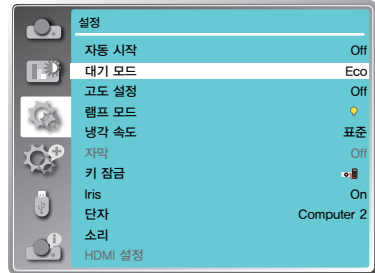 설정
자동 시작 Off
대기 모드 Eco
고도 설정 Off
램프 모드
냉각 속도 표준
자막 Off
키 잠금
Iris On
단자 Computer 2
소리
HDMI 설정